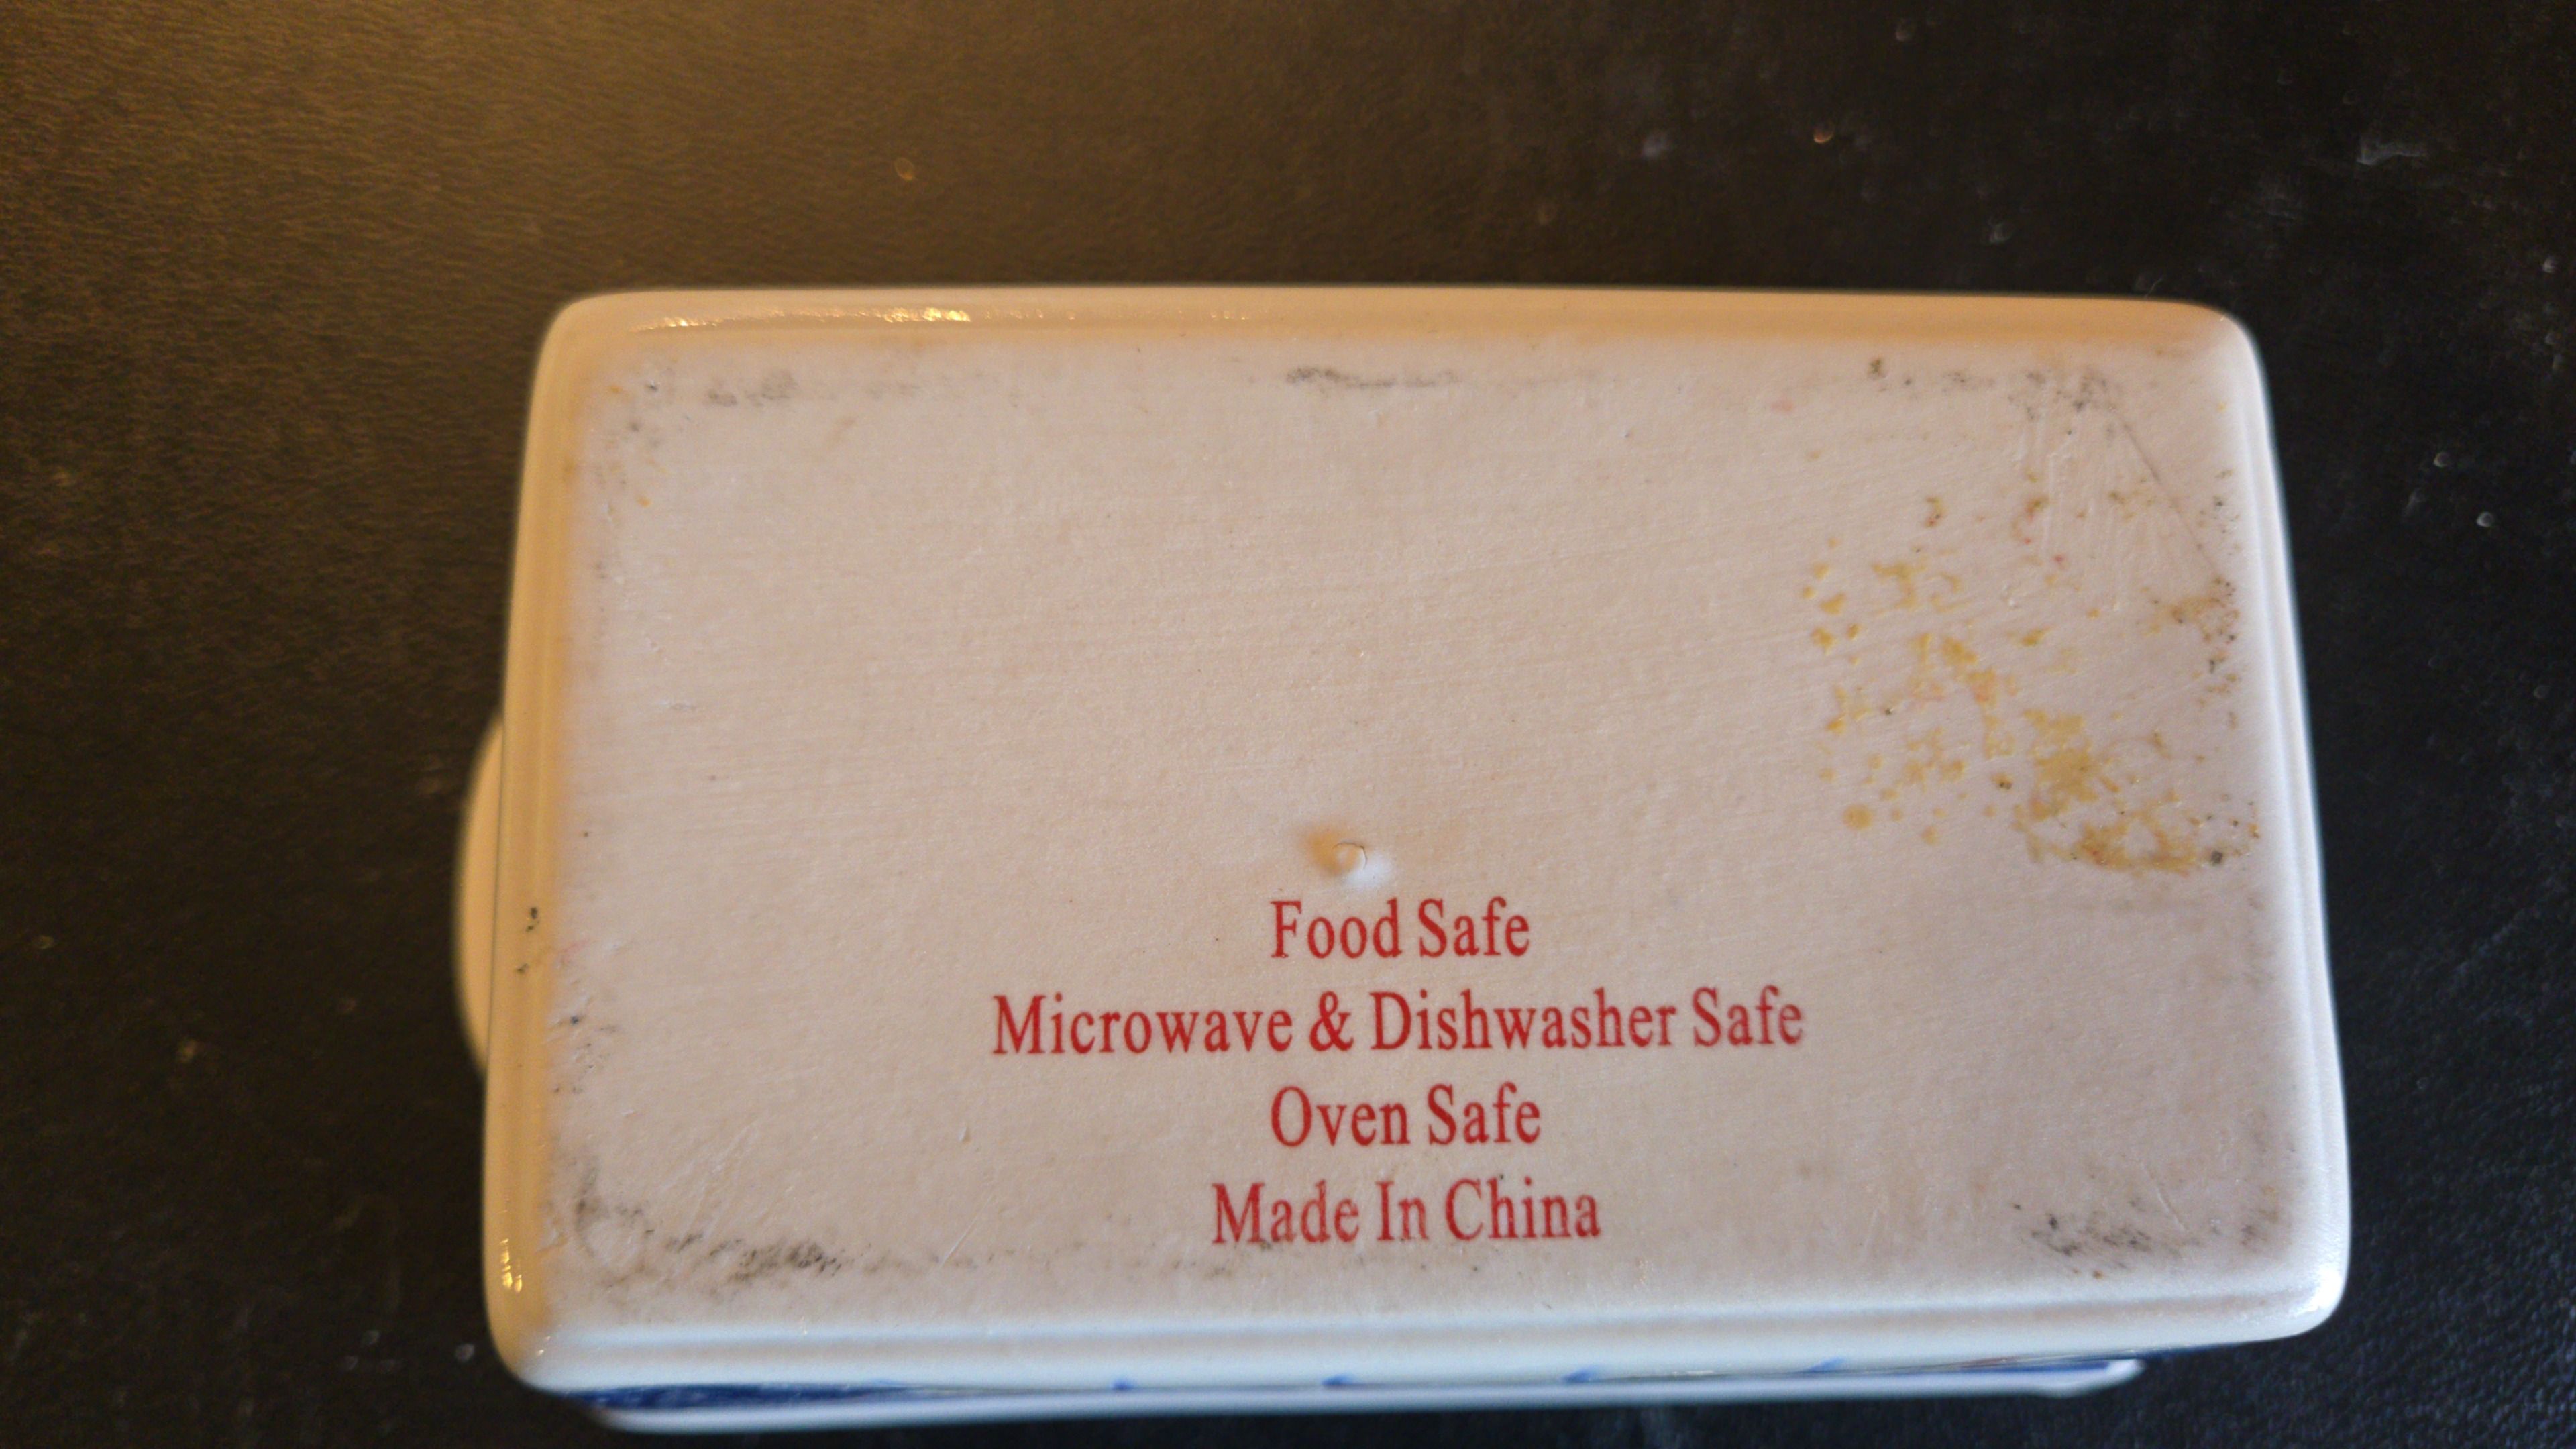 Food Safe
Microwave & Dishwasher Safe
Oven Safe
Made In China